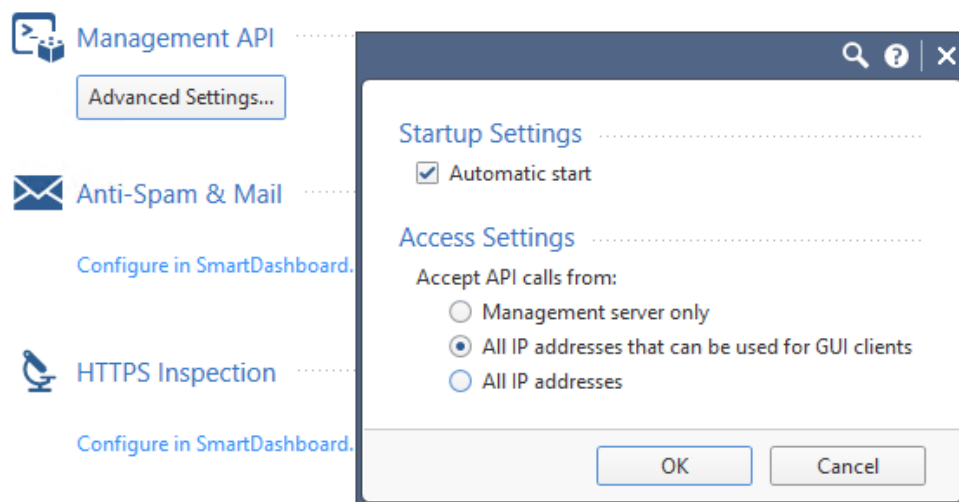 Management API
Advanced Settings...
Anti-Spam & Mail
Configure in SmartDashboard.
HTTPS Inspection
Configure in SmartDashboard.
Startup Settings
Automatic start
Access Settings
Accept API calls from:
Management server only
All IP addresses that can be used for GUI clients
All IP addresses
OK
Cancel